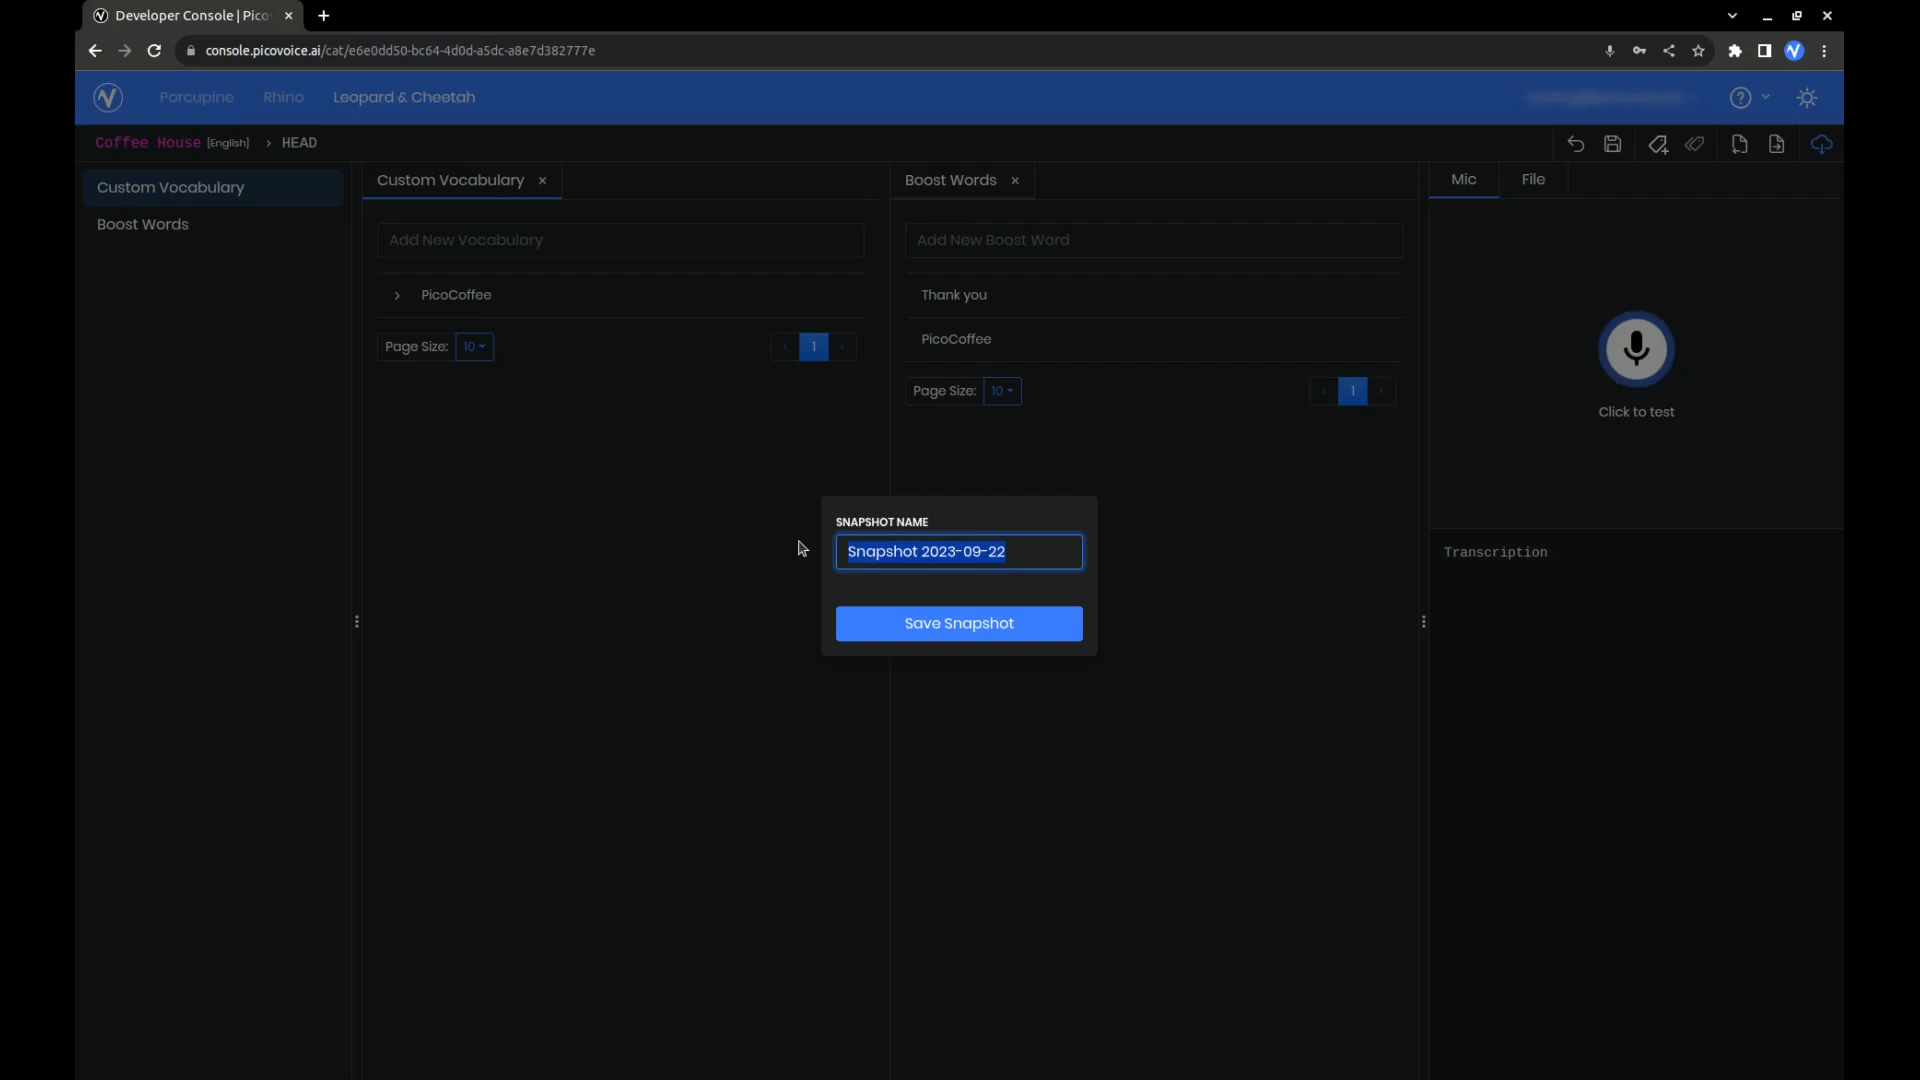 Developer Console | Pico
console.picovoice.ai/cat/e6e0dd50-bc64-4d0d-a5dc-a8e7d382777e
Porcupine
Rhino
Leopard & Cheetah
Coffee House [English] › HEAD
Custom Vocabulary
Boost Words
Custom Vocabulary
Add New Vocabulary
PicoCoffee
Page Size: 10
1
Boost Words
Add New Boost Word
Thank you
PicoCoffee
Page Size: 10
1
Mic
File
Click to test
Transcription
SNAPSHOT NAME
Snapshot 2023-09-22
Save Snapshot